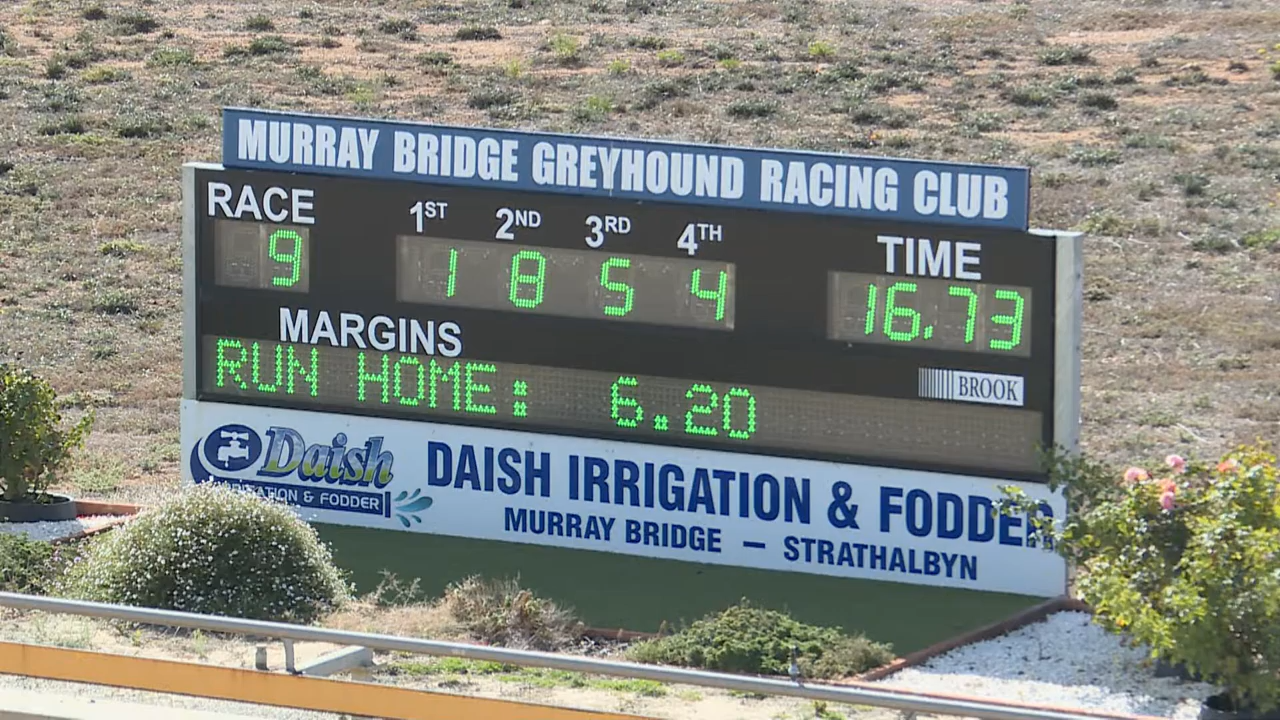 MURRAY BRIDGE GREYHOUND RACING CLUB
RACE 1ST 2ND 3RD 4TH TIME
9 1 8 5 4 16.73
MARGINS
RUN HOME: 6.20
BROOK
Daish
IRRIGATION & FODDER
DAISH IRRIGATION & FODDER
MURRAY BRIDGE — STRATHALBYN